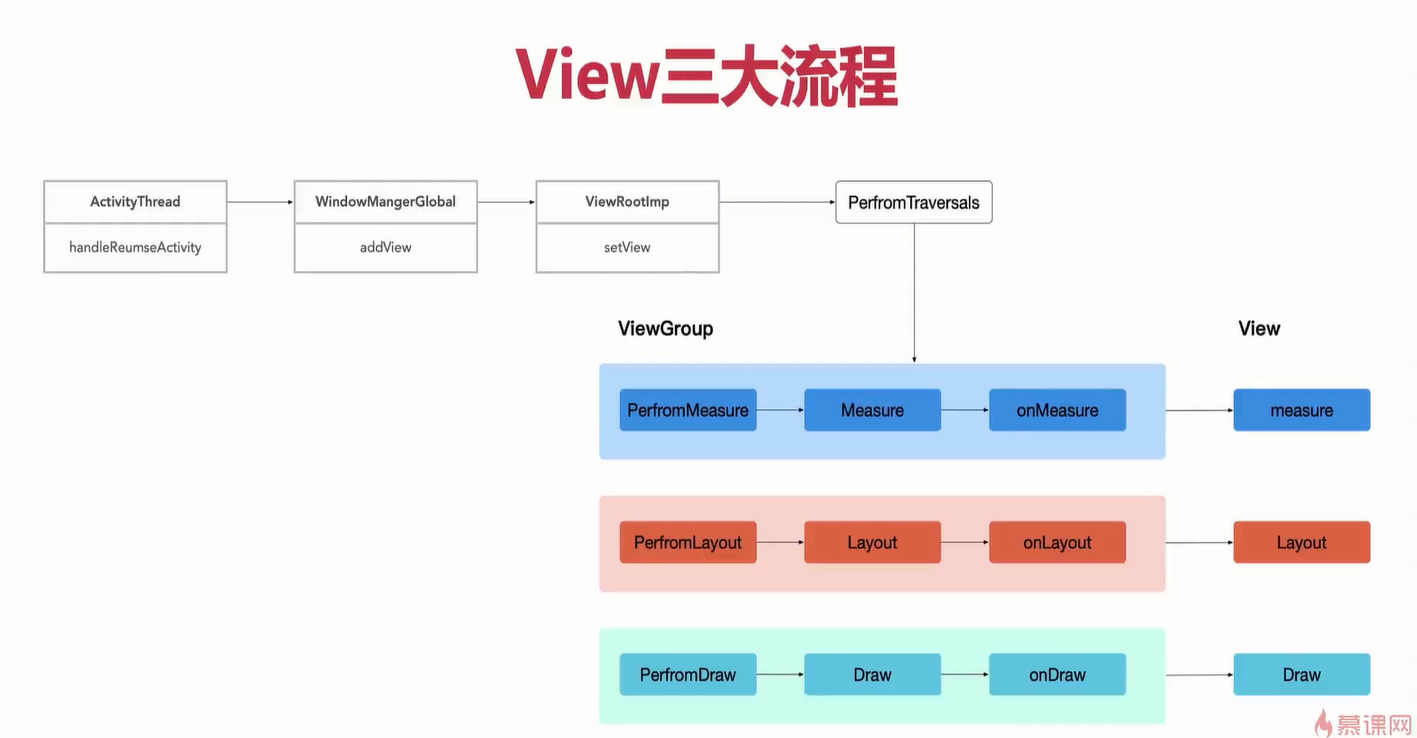 View三大流程
ActivityThread
handleReumseActivity
WindowMangerGlobal
addView
ViewRootImp
setView
PerfromTraversals
ViewGroup
View
PerfromMeasure
Measure
onMeasure
measure
PerfromLayout
Layout
onLayout
Layout
PerfromDraw
Draw
onDraw
Draw
慕课网